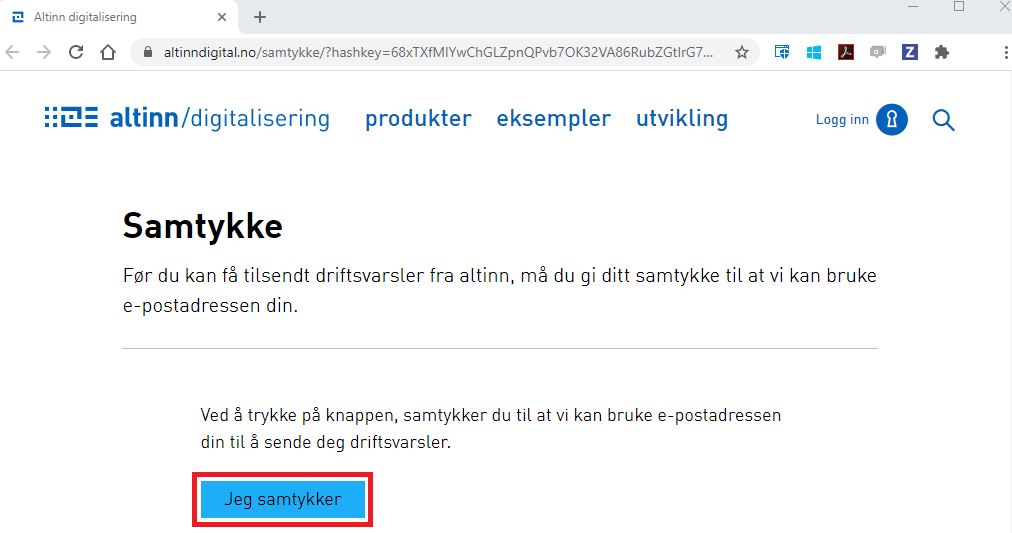 Altinn digitalisering
altinndigital.no/samtykke/?hashkey=68xTXfMIYwChGLZpnQPvb7OK32VA86RubZGtIrG7...
altinn/digitalisering produkter eksempler utvikling Logg inn
Samtykke
Før du kan få tilsendt driftsvarsler fra altinn, må du gi ditt samtykke til at vi kan bruke
e-postadressen din.
Ved å trykke på knappen, samtykker du til at vi kan bruke e-postadressen
din til å sende deg driftsvarsler.
Jeg samtykker